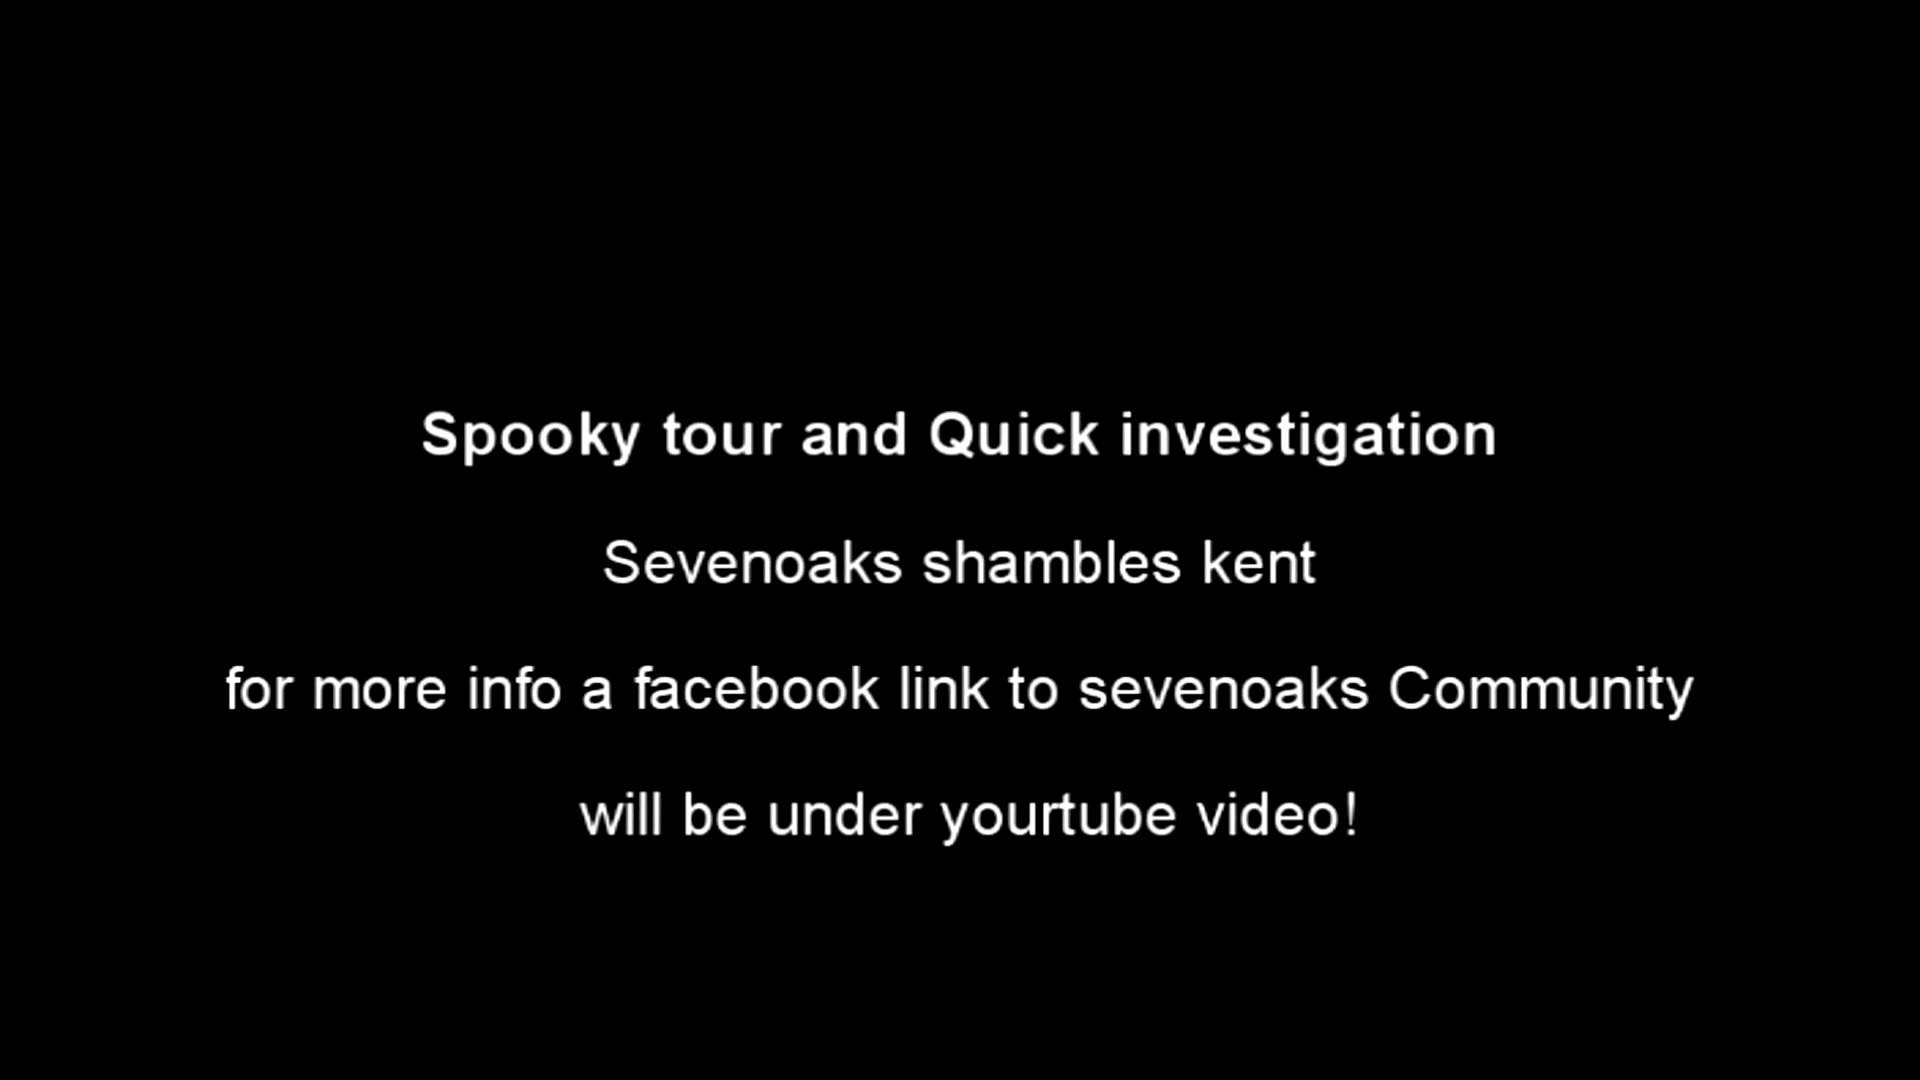 Spooky tour and Quick investigation
Sevenoaks shambles kent
for more info a facebook link to sevenoaks Community
will be under yourtube video!